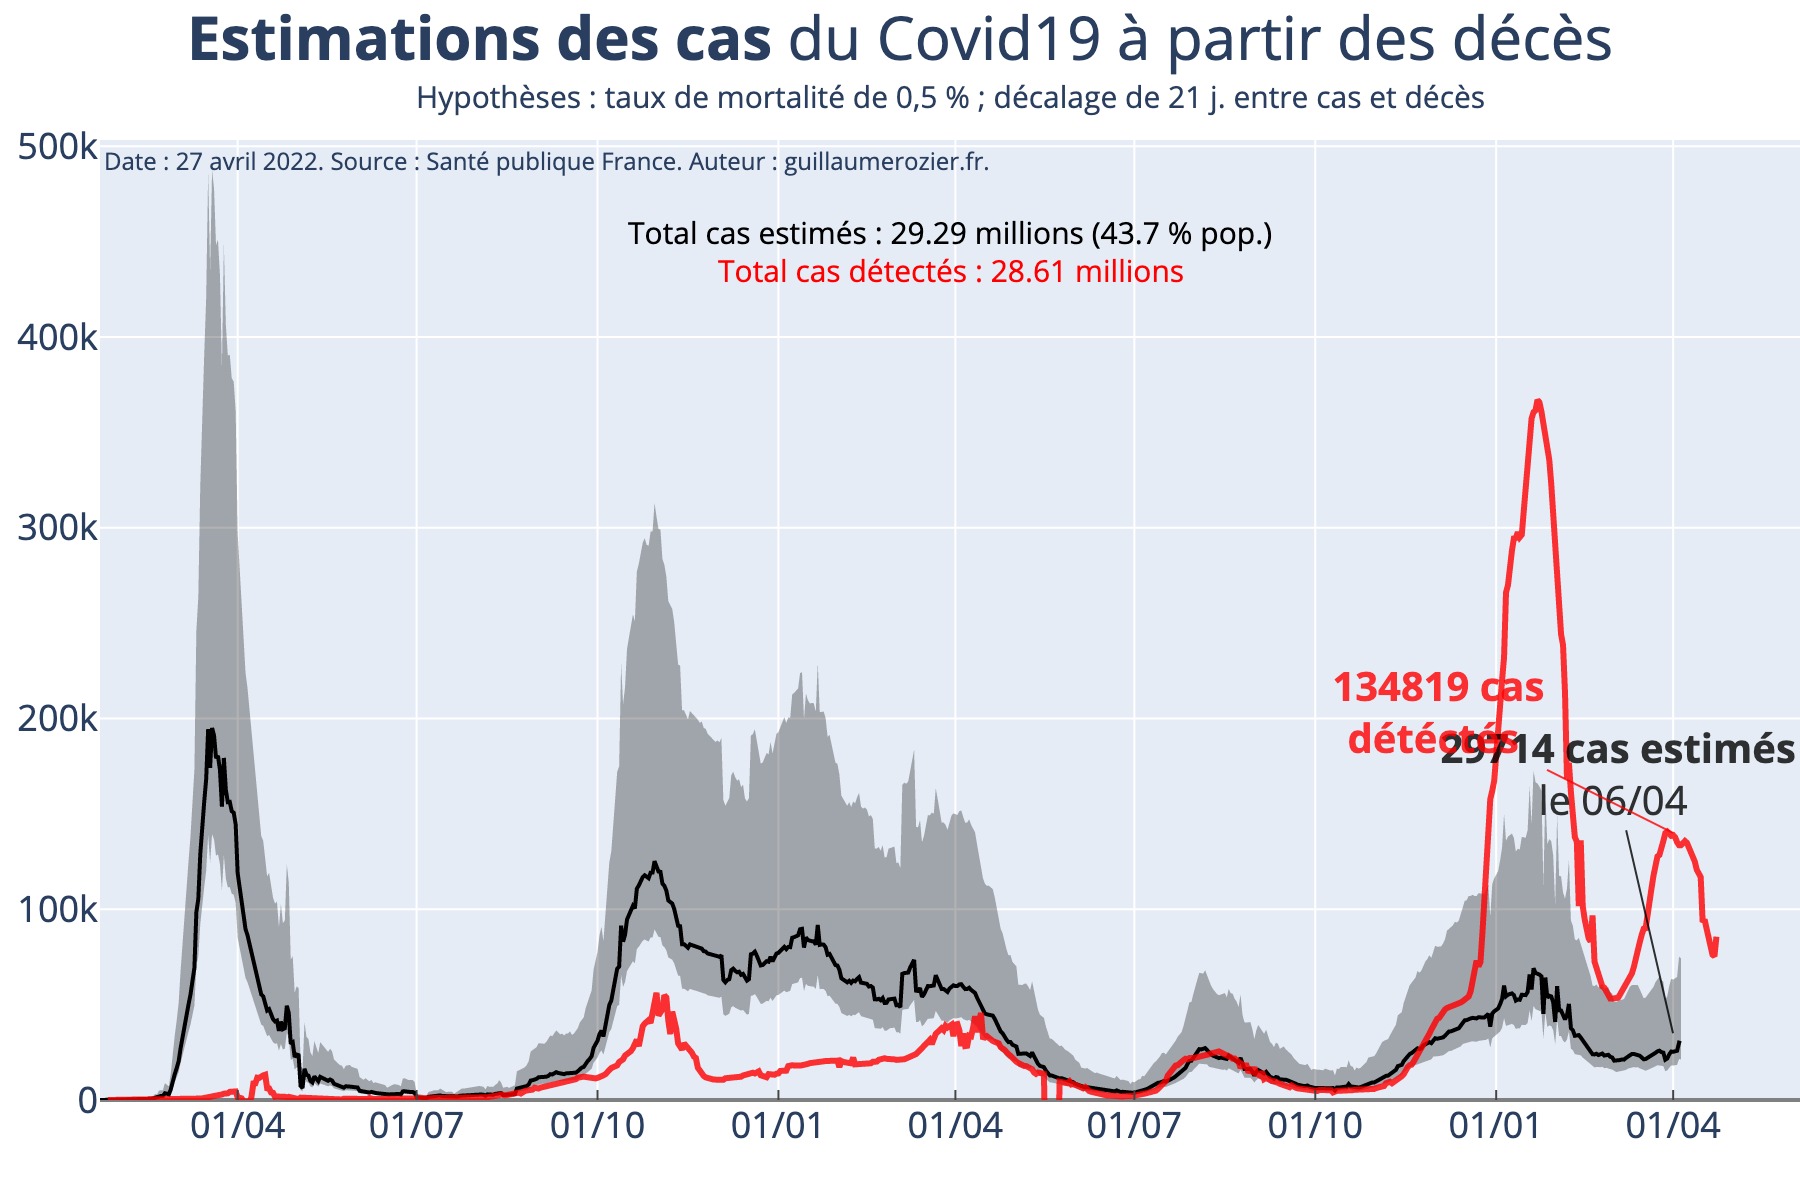 Estimations des cas du Covid19 à partir des décès
Hypothèses : taux de mortalité de 0,5 % ; décalage de 21 j. entre cas et décès
500k
Date : 27 avril 2022. Source : Santé publique France. Auteur : guillaumerozier.fr.
Total cas estimés : 29.29 millions (43.7 % pop.)
Total cas détectés : 28.61 millions
400k
300k
200k
100k
0
134819 cas
détéctés
29714 cas estimés
le 06/04
01/04
01/07
01/10
01/01
01/04
01/07
01/10
01/01
01/04